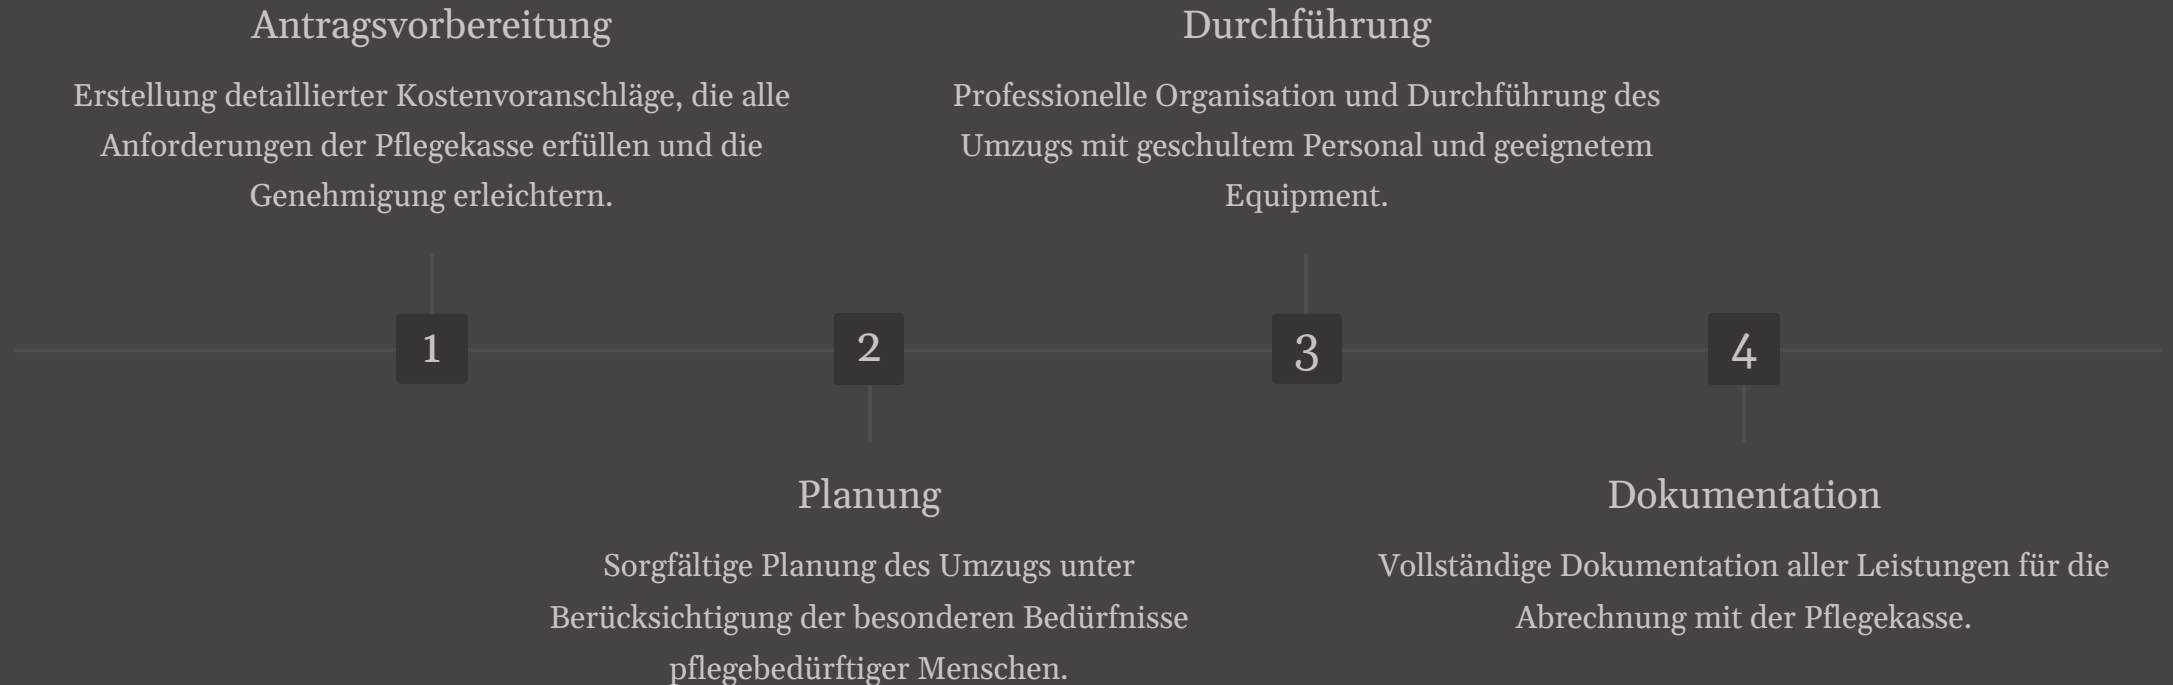 Antragsvorbereitung
Erstellung detaillierter Kostenvoranschläge, die alle
Anforderungen der Pflegekasse erfüllen und die
Genehmigung erleichtern.
1
2
Planung
Sorgfältige Planung des Umzugs unter
Berücksichtigung der besonderen Bedürfnisse
pflegebedürftiger Menschen.
Durchführung
Professionelle Organisation und Durchführung des
Umzugs mit geschultem Personal und geeignetem
Equipment.
3
4
Dokumentation
Vollständige Dokumentation aller Leistungen für die
Abrechnung mit der Pflegekasse.